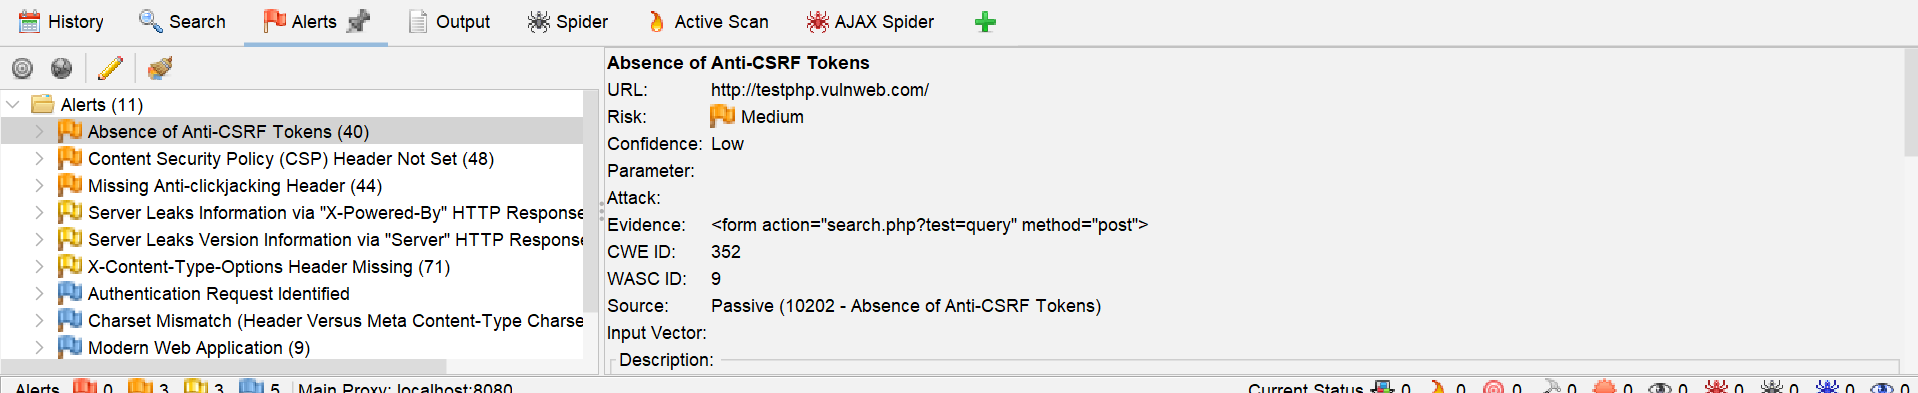 History Search Alerts Output Spider Active Scan AJAX Spider
Alerts (11)
Absence of Anti-CSRF Tokens (40)
Content Security Policy (CSP) Header Not Set (48)
Missing Anti-clickjacking Header (44)
Server Leaks Information via "X-Powered-By" HTTP Response
Server Leaks Version Information via "Server" HTTP Response
X-Content-Type-Options Header Missing (71)
Authentication Request Identified
Charset Mismatch (Header Versus Meta Content-Type Charse
Modern Web Application (9)
Absence of Anti-CSRF Tokens
URL: http://testphp.vulnweb.com/
Risk: Medium
Confidence: Low
Parameter:
Attack:
Evidence: <form action="search.php?test=query" method="post">
CWE ID: 352
WASC ID: 9
Source: Passive (10202 - Absence of Anti-CSRF Tokens)
Input Vector:
Description:
Alerts 0 3 3 5 Main Proxy: localhost:8080 Current Status 0 0 0 0 0 0 0 0 0 0